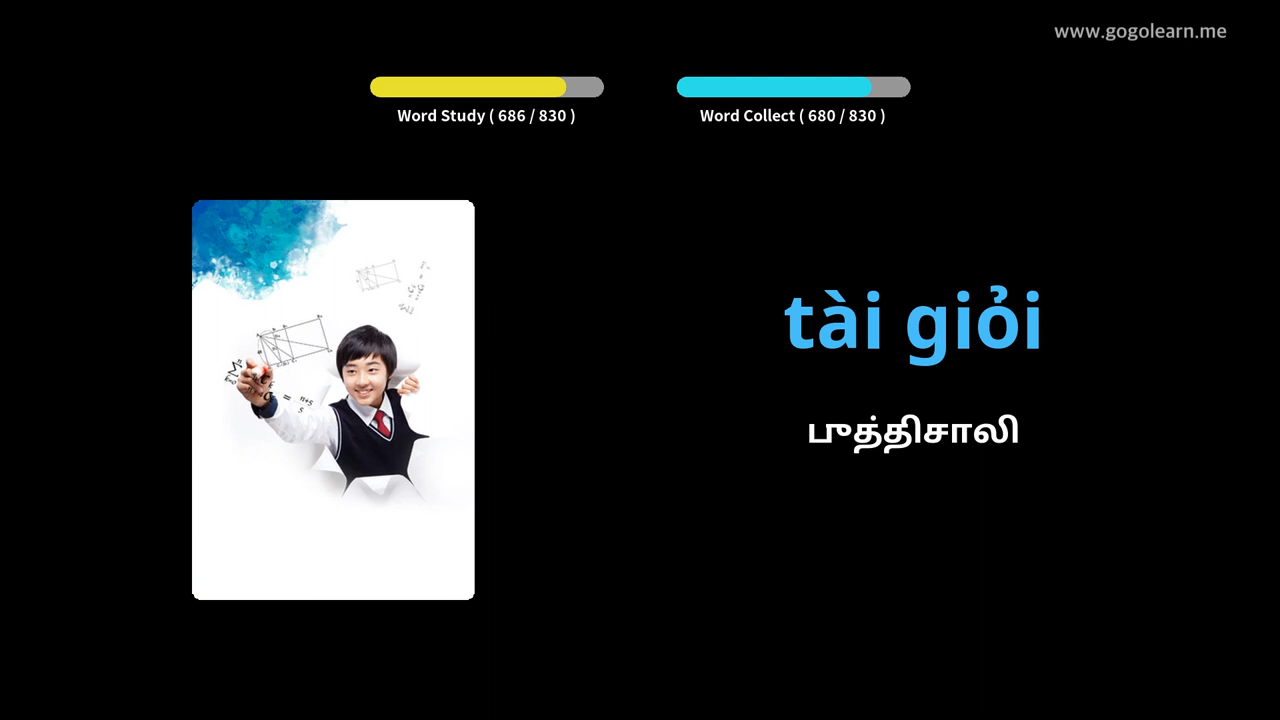 www.gogolearn.me
Word Study ( 686 / 830 )
Word Collect ( 680 / 830 )
tài giỏi
புத்திசாலி